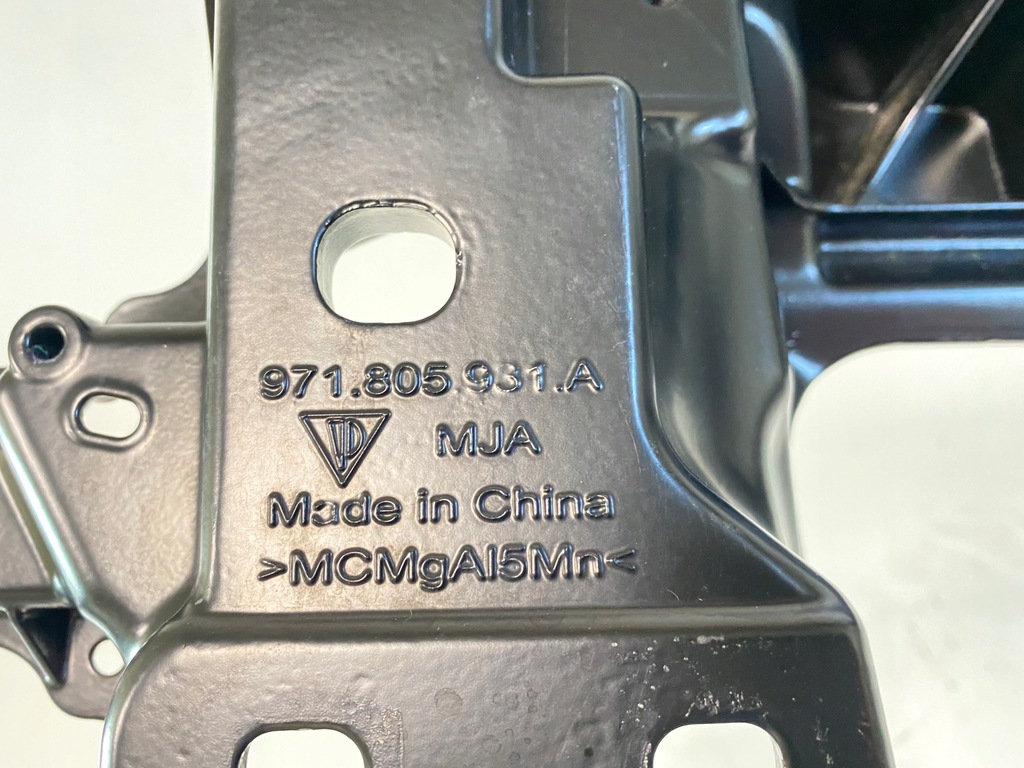 971.805.931.A
MJA
Made in China
>MCMgAl5Mn<